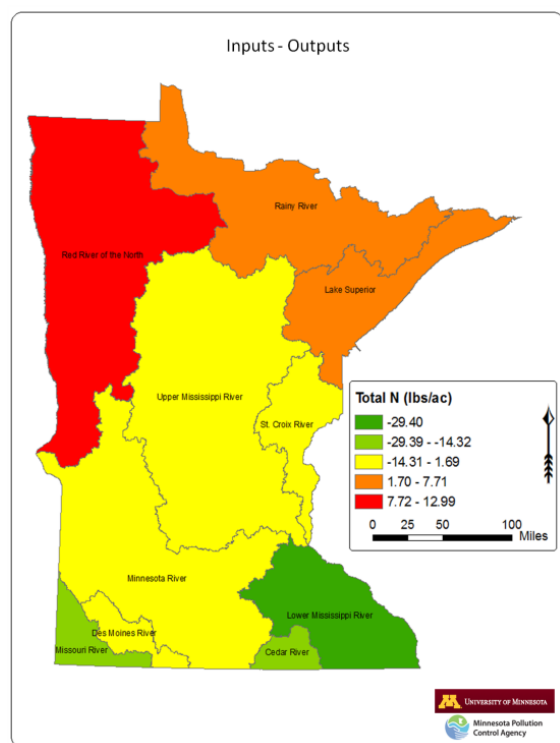 Inputs - Outputs
Rainy River
Red River of the North
Lake Superior
Upper Mississippi River
St. Croix River
Minnesota River
Lower Mississippi River
Des Moines River
Missouri River
Cedar River
Total N (lbs/ac)
-29.40
-29.39 - -14.32
-14.31 - 1.69
1.70 - 7.71
7.72 - 12.99
0 25 50 100
Miles
M UNIVERSITY OF MINNESOTA
Minnesota Pollution
Control Agency